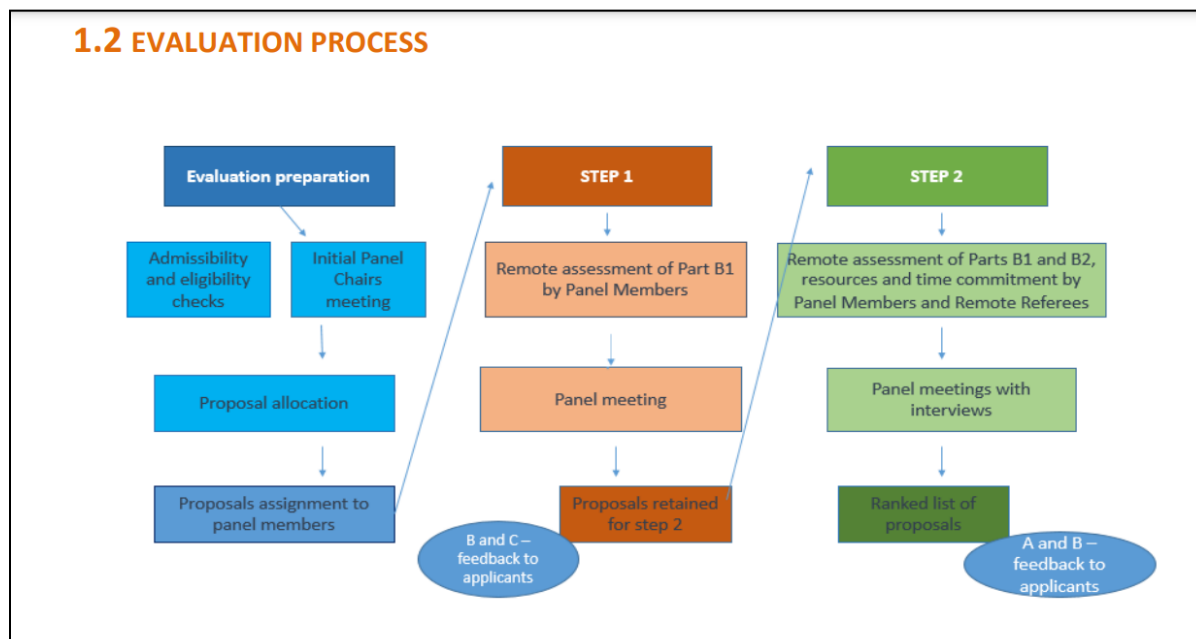 1.2 EVALUATION PROCESS
Evaluation preparation
Admissibility
and eligibility
checks
Initial Panel
Chairs
meeting
Proposal allocation
Proposals assignment to
panel members
STEP 1
Remote assessment of Part B1
by Panel Members
Panel meeting
Proposals retained
for step 2
B and C –
feedback to
applicants
STEP 2
Remote assessment of Parts B1 and B2,
resources and time commitment by
Panel Members and Remote Referees
Panel meetings with
interviews
Ranked list of
proposals
A and B –
feedback to
applicants